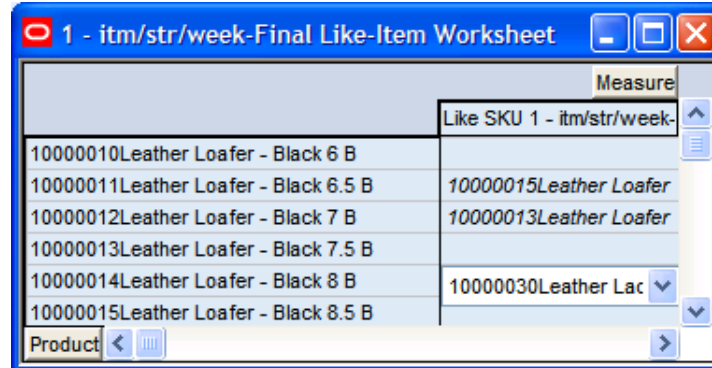 1 - itm/str/week-Final Like-Item Worksheet
Measure
Like SKU 1 - itm/str/week-
10000010Leather Loafer - Black 6 B
10000011Leather Loafer - Black 6.5 B 10000015Leather Loafer
10000012Leather Loafer - Black 7 B 10000013Leather Loafer
10000013Leather Loafer - Black 7.5 B
10000014Leather Loafer - Black 8 B 10000030Leather Lac
10000015Leather Loafer - Black 8.5 B
Product